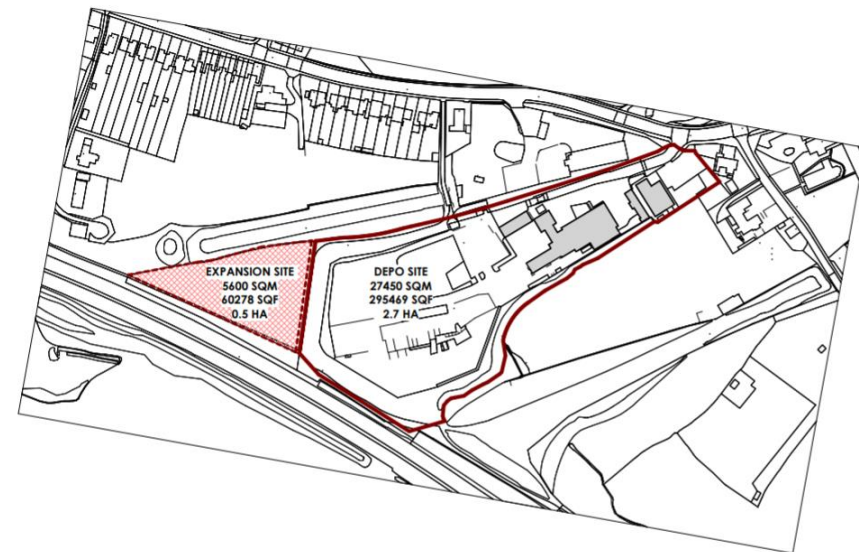 EXPANSION SITE
5600 SQM
60278 SQF
0.5 HA
DEPO SITE
27450 SQM
295469 SQF
2.7 HA